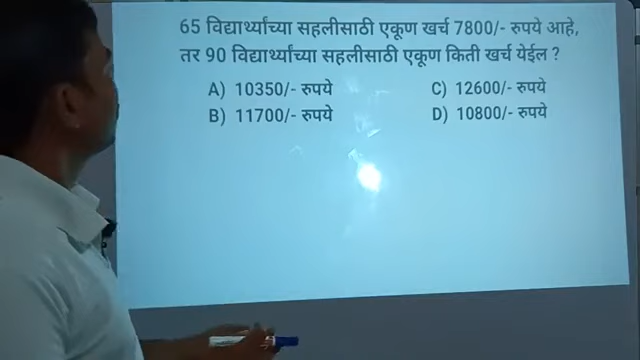 65 विद्यार्थ्यांच्या सहलीसाठी एकूण खर्च 7800/- रुपये आहे,
तर 90 विद्यार्थ्यांच्या सहलीसाठी एकूण किती खर्च येईल ?
A) 10350/- रुपये C) 12600/- रुपये
B) 11700/- रुपये D) 10800/- रुपये